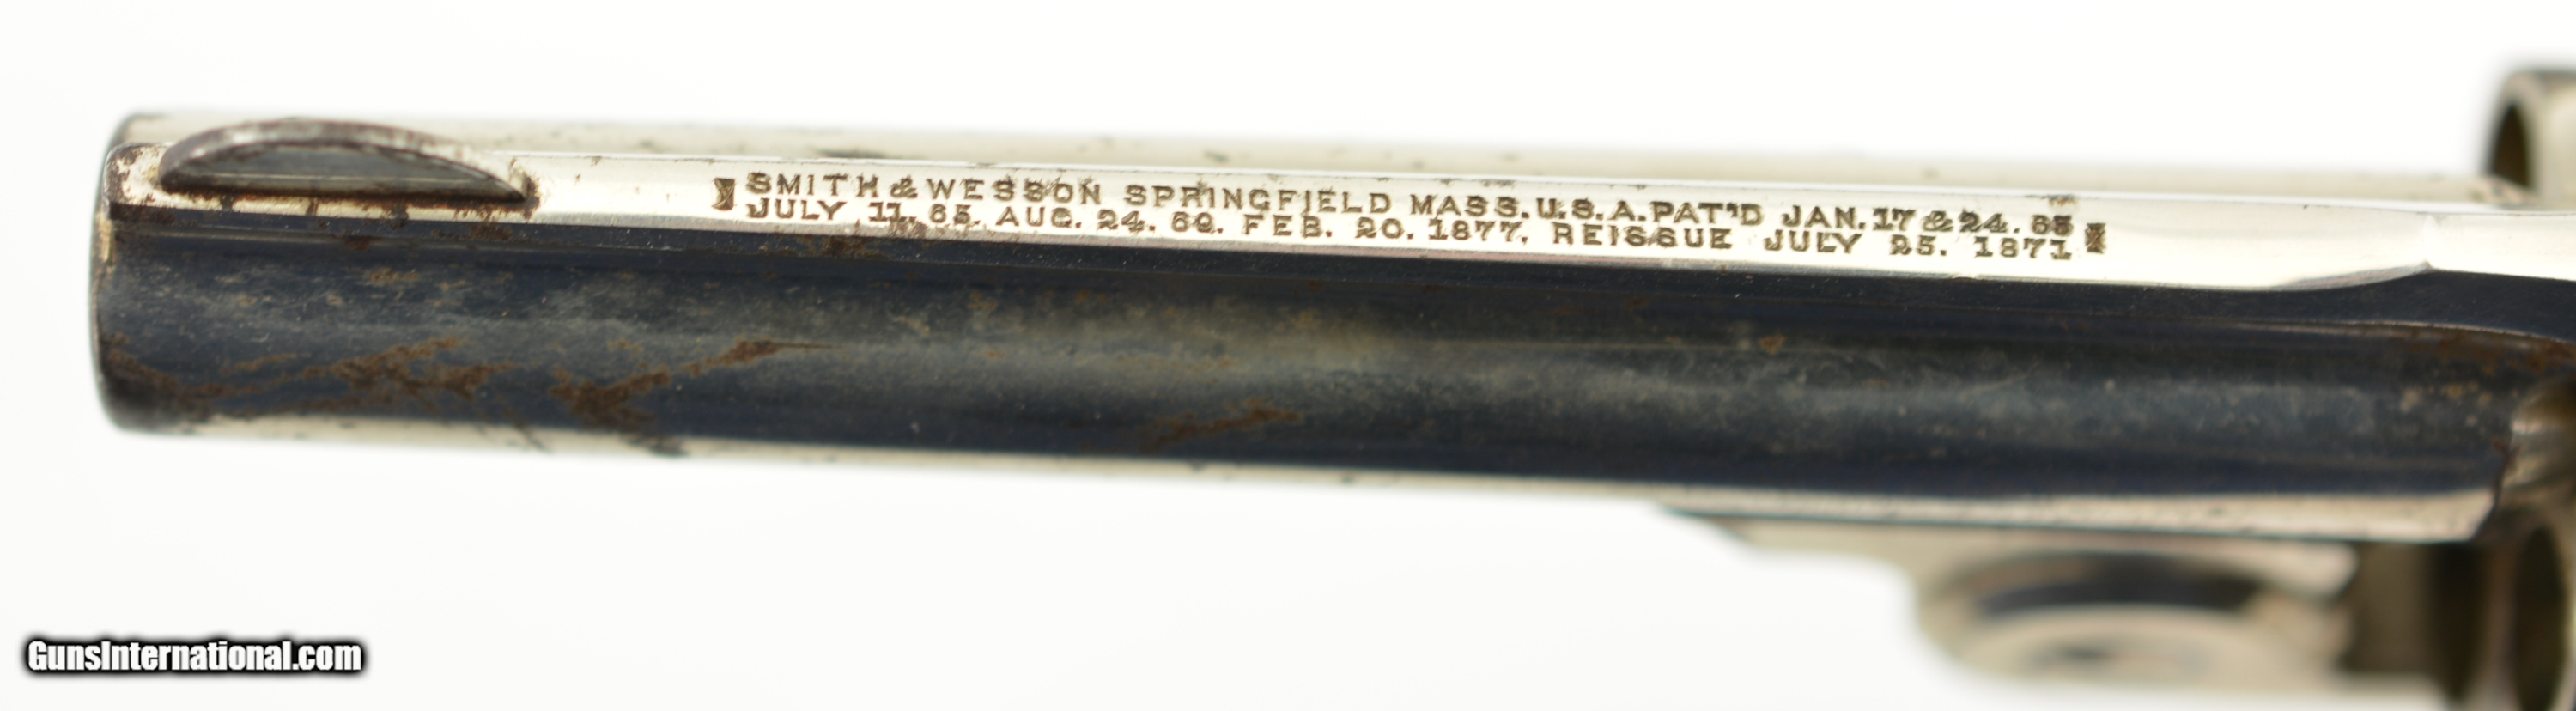 SMITH & WESSON SPRINGFIELD MASS. U.S.A. PAT'D JAN. 17 & 24. 65
JULY 11. 65. AUG. 24. 69. FEB. 20. 1877. REISSUE JULY 25. 1871
GunsInternational.com